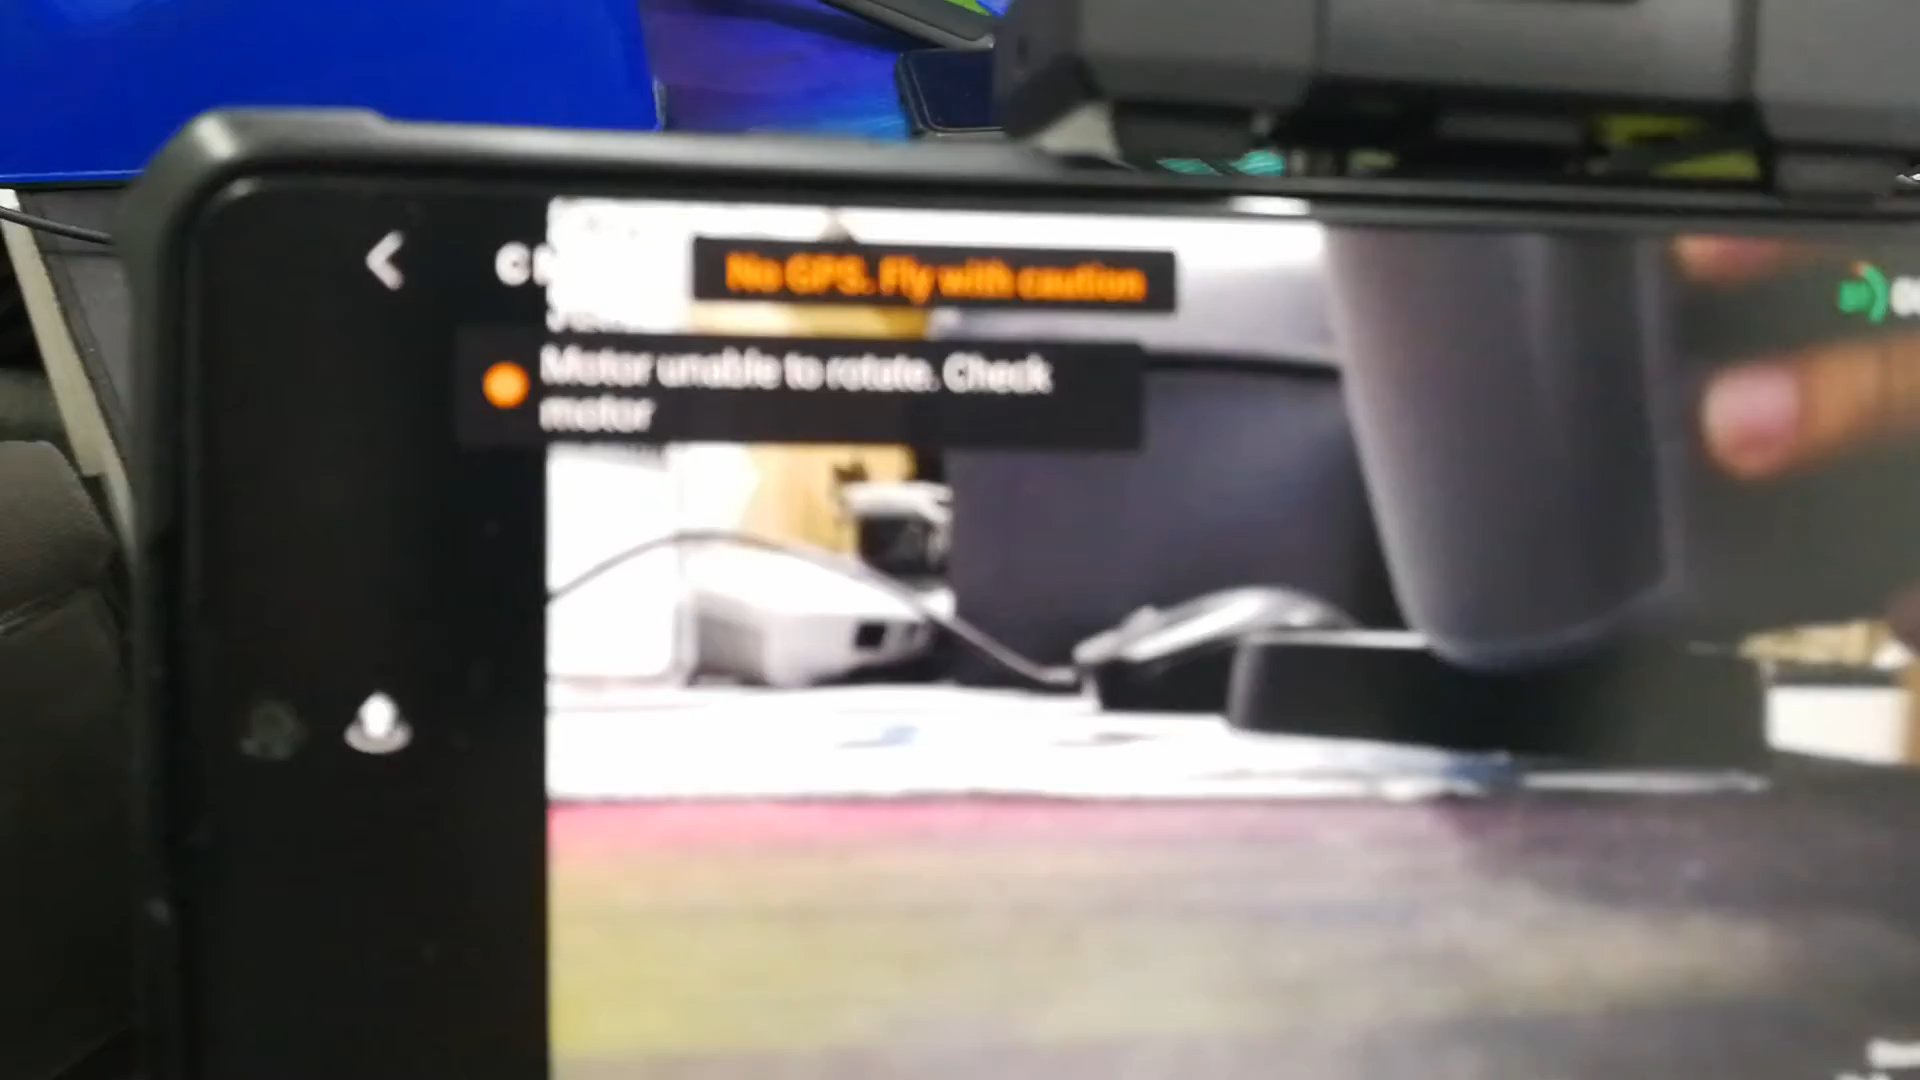 No GPS. Fly with caution
Motor unable to rotate. Check
motor